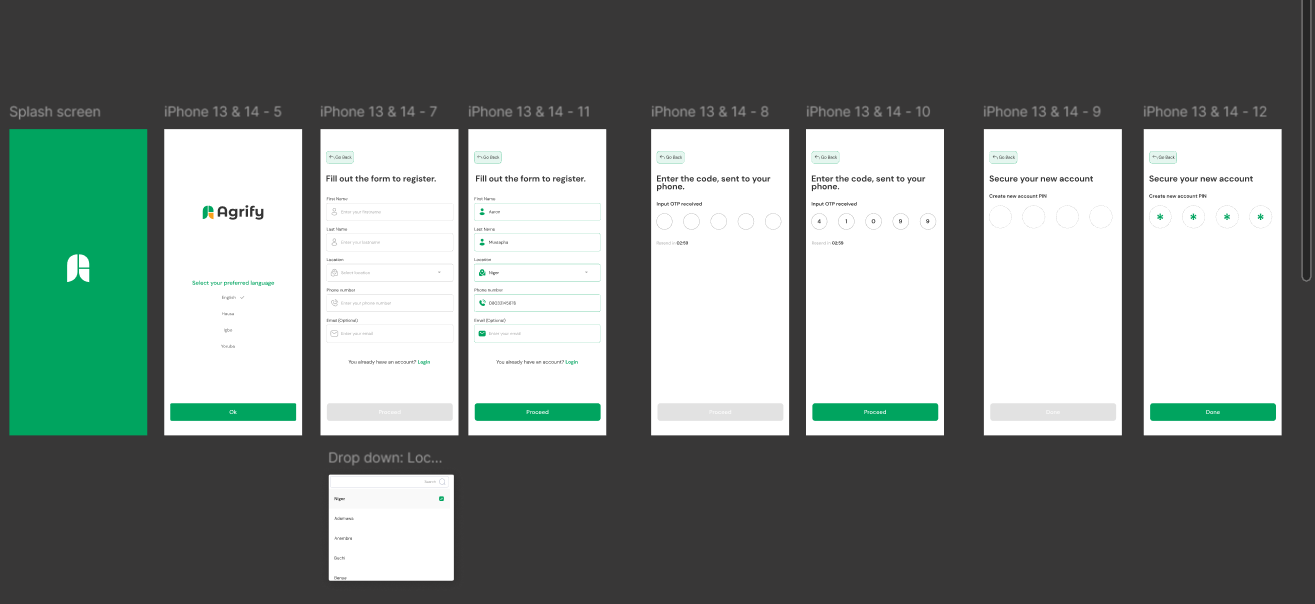 Splash screen
iPhone 13 & 14 - 5
iPhone 13 & 14 - 7
iPhone 13 & 14 - 11
iPhone 13 & 14 - 8
iPhone 13 & 14 - 10
iPhone 13 & 14 - 9
iPhone 13 & 14 - 12
Agrify
Select your preferred language
English
Hausa
Igbo
Yoruba
Ok
Go Back
Fill out the form to register.
First Name
Enter your
Last Name
Enter your
Location
Select location
Phone number
Enter your phone number
Email (Optional)
Enter your email
You already have an account? Login
Proceed
Go Back
Fill out the form to register.
First Name
Aaron
Last Name
Mustapha
Location
Niger
Phone number
Email (Optional)
Enter your email
You already have an account? Login
Proceed
Go Back
Enter the code, sent to your
phone.
Input OTP received
Resend in 02:59
Proceed
Go Back
Enter the code, sent to your
phone.
Input OTP received
4 1 0 9 9
Resend in 02:59
Proceed
Go Back
Secure your new account
Create new account PIN
Done
Go Back
Secure your new account
Create new account PIN
* * * *
Done
Drop down: Loc...
Search
Niger
Adamawa
Anambra
Benue